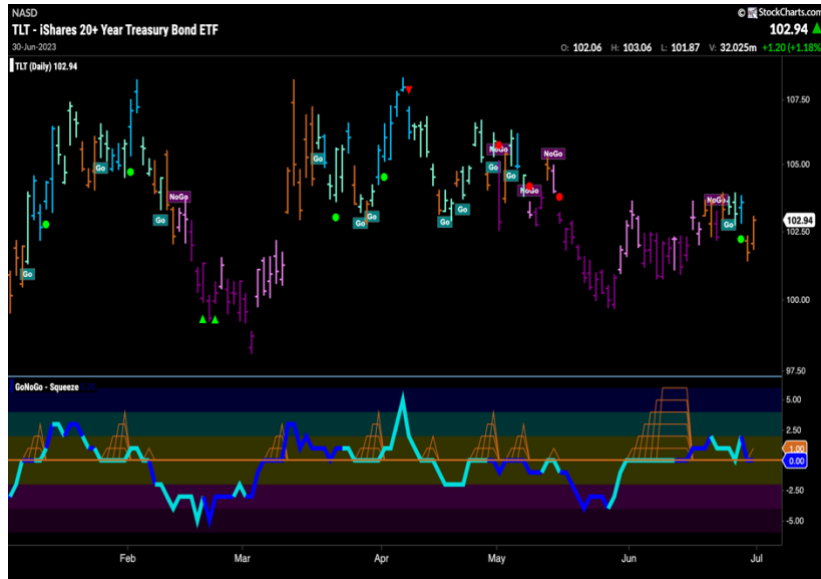 NASD
© StockCharts.com
TLT - iShares 20+ Year Treasury Bond ETF
102.94
30-Jun-2023
O: 102.06 H: 103.06 L: 101.87 V: 32.025m +1.20 (+1.18%)
TLT (Daily) 102.94
107.50
105.00
102.94
102.50
100.00
97.50
Go
Go
Go
NoGo
Go
Go
Go
Go
Go
NoGo
Go
Go
NoGo
NoGo
NoGo
Go
GoNoGo - Squeeze
5.00
2.50
1.00
0.00
-2.50
-5.00
Feb Mar Apr May Jun Jul